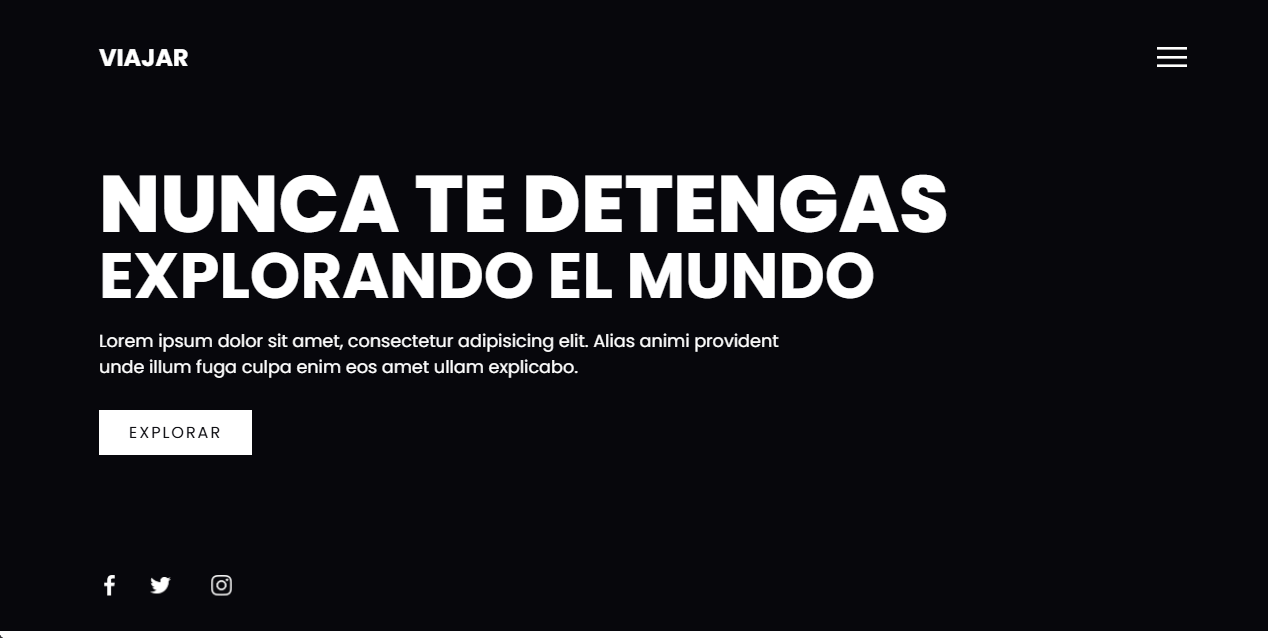 VIAJAR
NUNCA TE DETENGAS
EXPLORANDO EL MUNDO
Lorem ipsum dolor sit amet, consectetur adipisicing elit. Alias animi provident
unde illum fuga culpa enim eos amet ullam explicabo.
EXPLORAR